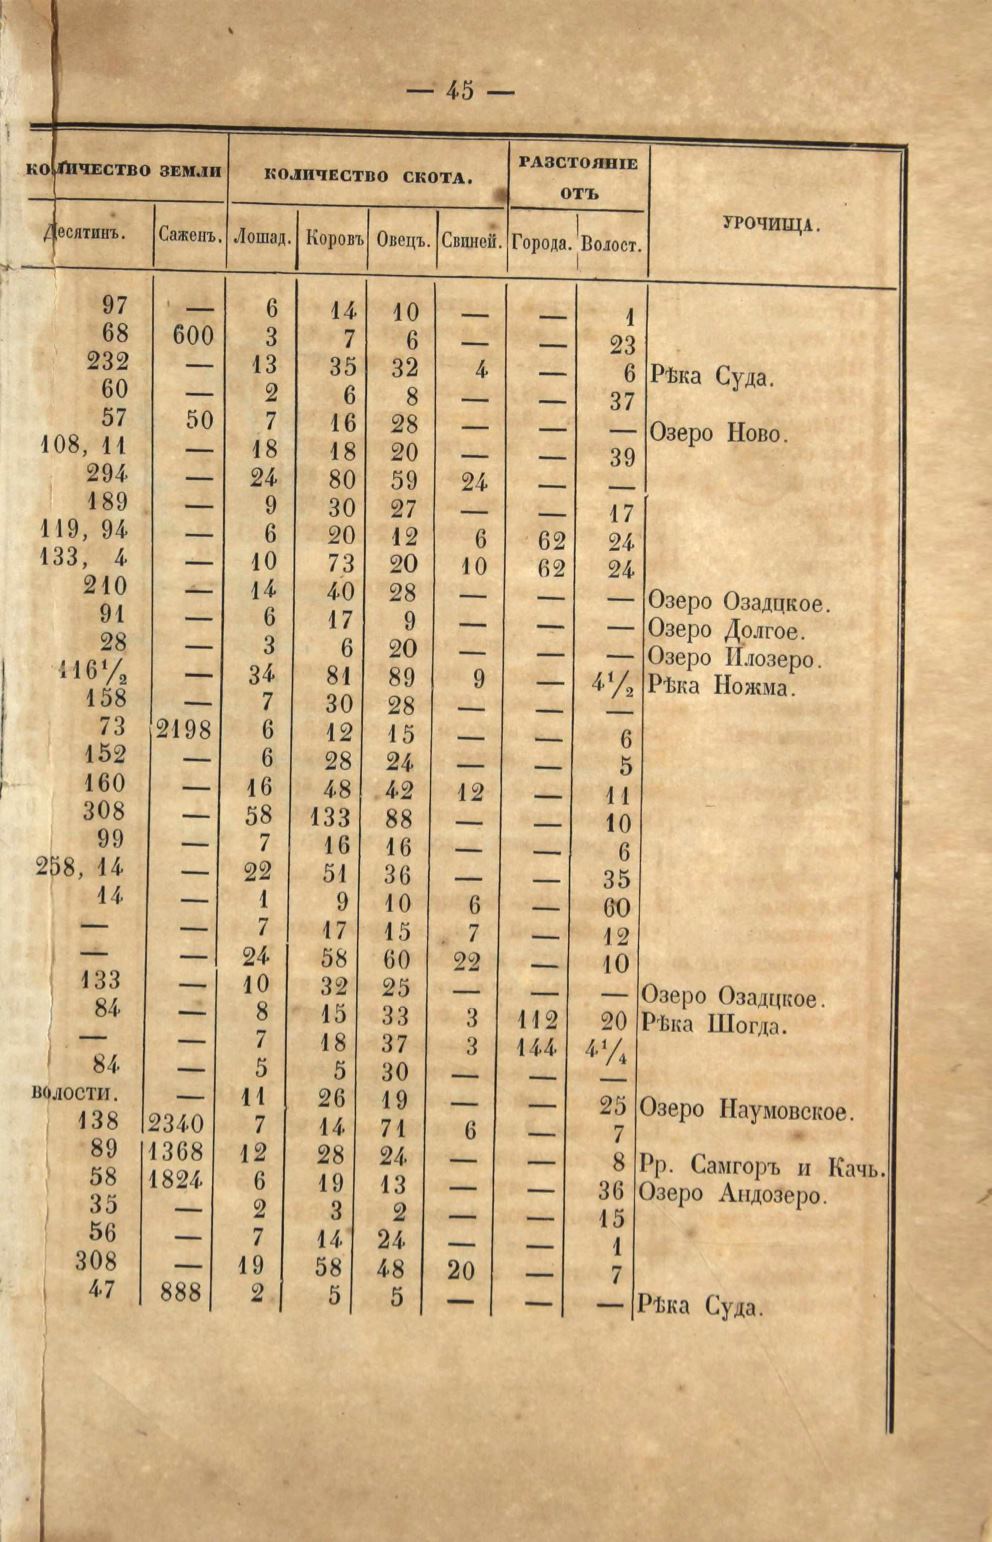 — 45 —
КОЛИЧЕСТВО ЗЕМЛИ КОЛИЧЕСТВО СКОТА. РАЗСТОЯНІЕ ОТЪ УРОЧИЩА.
Десятинъ. Саженъ. Лошад. Коровъ Овецъ. Свиней. Города. Волост.
97 — 6 14 10 — — 1
68 600 3 7 6 — — 23
232 — 13 35 32 4 — 6 Рѣка Суда.
60 — 2 6 8 — — 37
57 50 7 16 28 — — — Озеро Ново.
108, 11 — 18 18 20 — — 39
294 — 24 80 59 24 — —
189 — 9 30 27 — — 17
119, 94 — 6 20 12 6 62 24
133, 4 — 10 73 20 10 62 24
210 — 14 40 28 — — — Озеро Озадцкое.
91 — 6 17 9 — — — Озеро Долгое.
28 — 3 6 20 — — — Озеро Илозеро.
116½ — 34 81 89 9 — 4½ Рѣка Ножма.
158 — 7 30 28 — — —
73 2198 6 12 15 — — 6
152 — 6 28 24 — — 5
160 — 16 48 42 12 — 11
308 — 58 133 88 — — 10
99 — 7 16 16 — — 6
258, 14 — 22 51 36 — — 35
14 — 1 9 10 6 — 60
— — 7 17 15 7 — 12
— — 24 58 60 22 — 10
133 — 10 32 25 — — — Озеро Озадцкое.
84 — 8 15 33 3 112 20 Рѣка Шогда.
— — 7 18 37 3 144 4¼
84 — 5 5 30 — — —
волости. — 11 26 19 — — 25 Озеро Наумовское.
138 2340 7 14 71 6 — 7
89 1368 12 28 24 — — 8 Рр. Самгоръ и Качь.
58 1824 6 19 13 — — 36 Озеро Андозеро.
35 — 2 3 2 — — 15
56 — 7 14 24 — — 1
308 — 19 58 48 20 — 7
47 888 2 5 5 — — — Рѣка Суда.